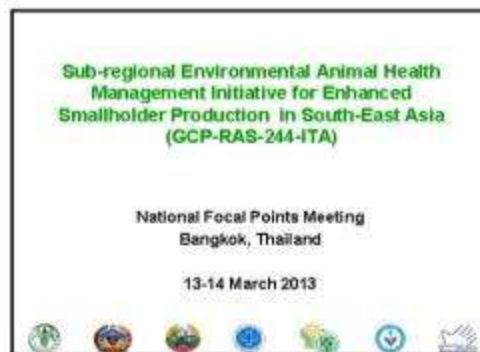 Sub-regional Environmental Animal Health
Management Initiative for Enhanced
Smallholder Production in South-East Asia
(GCP-RAS-244-ITA)
National Focal Points Meeting
Bangkok, Thailand
13-14 March 2013